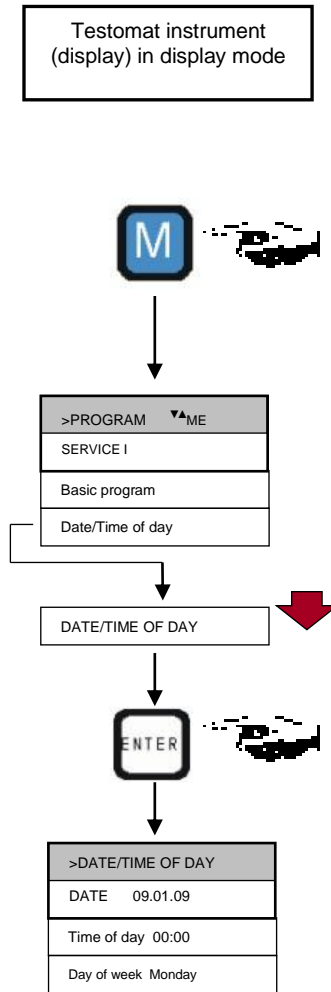 Testomat instrument
(display) in display mode
M
>PROGRAM ▼▲ME
SERVICE I
Basic program
Date/Time of day
DATE/TIME OF DAY
ENTER
>DATE/TIME OF DAY
DATE 09.01.09
Time of day 00:00
Day of week Monday